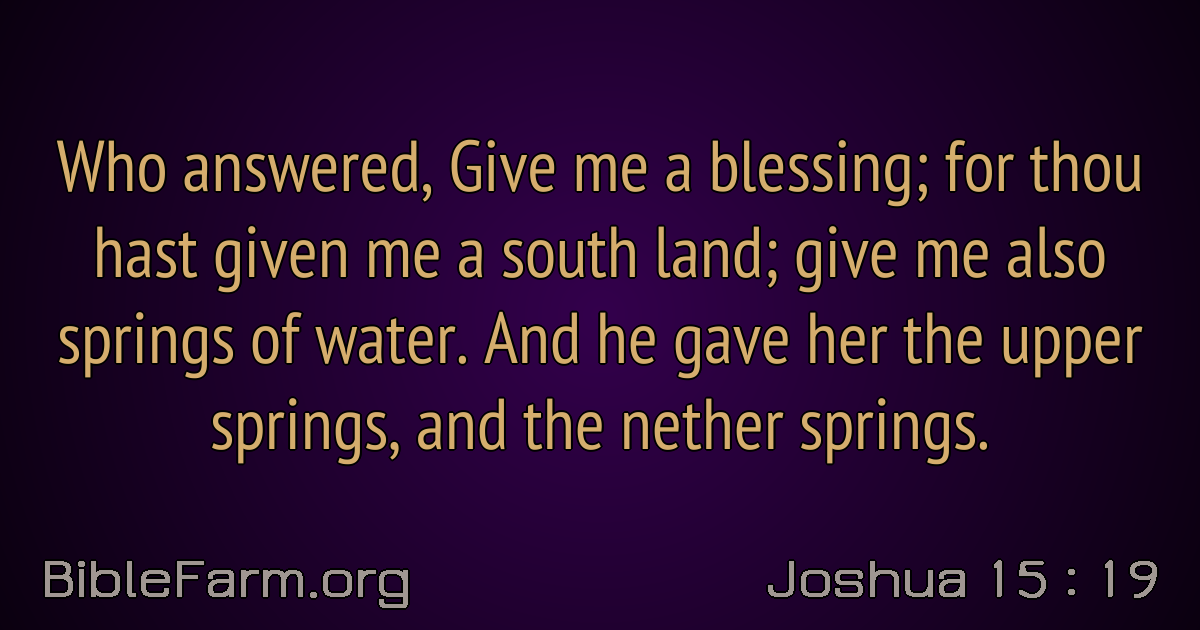 Who answered, Give me a blessing; for thou
hast given me a south land; give me also
springs of water. And he gave her the upper
springs, and the nether springs.
BibleFarm.org
Joshua 15 : 19